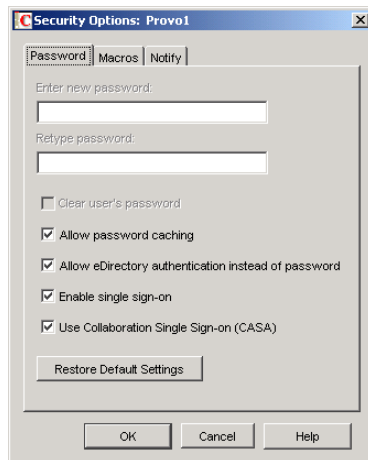 Security Options: Provo1
Password Macros Notify
Enter new password:
Retype password:
Clear user's password
Allow password caching
Allow eDirectory authentication instead of password
Enable single sign-on
Use Collaboration Single Sign-on (CASA)
Restore Default Settings
OK Cancel Help